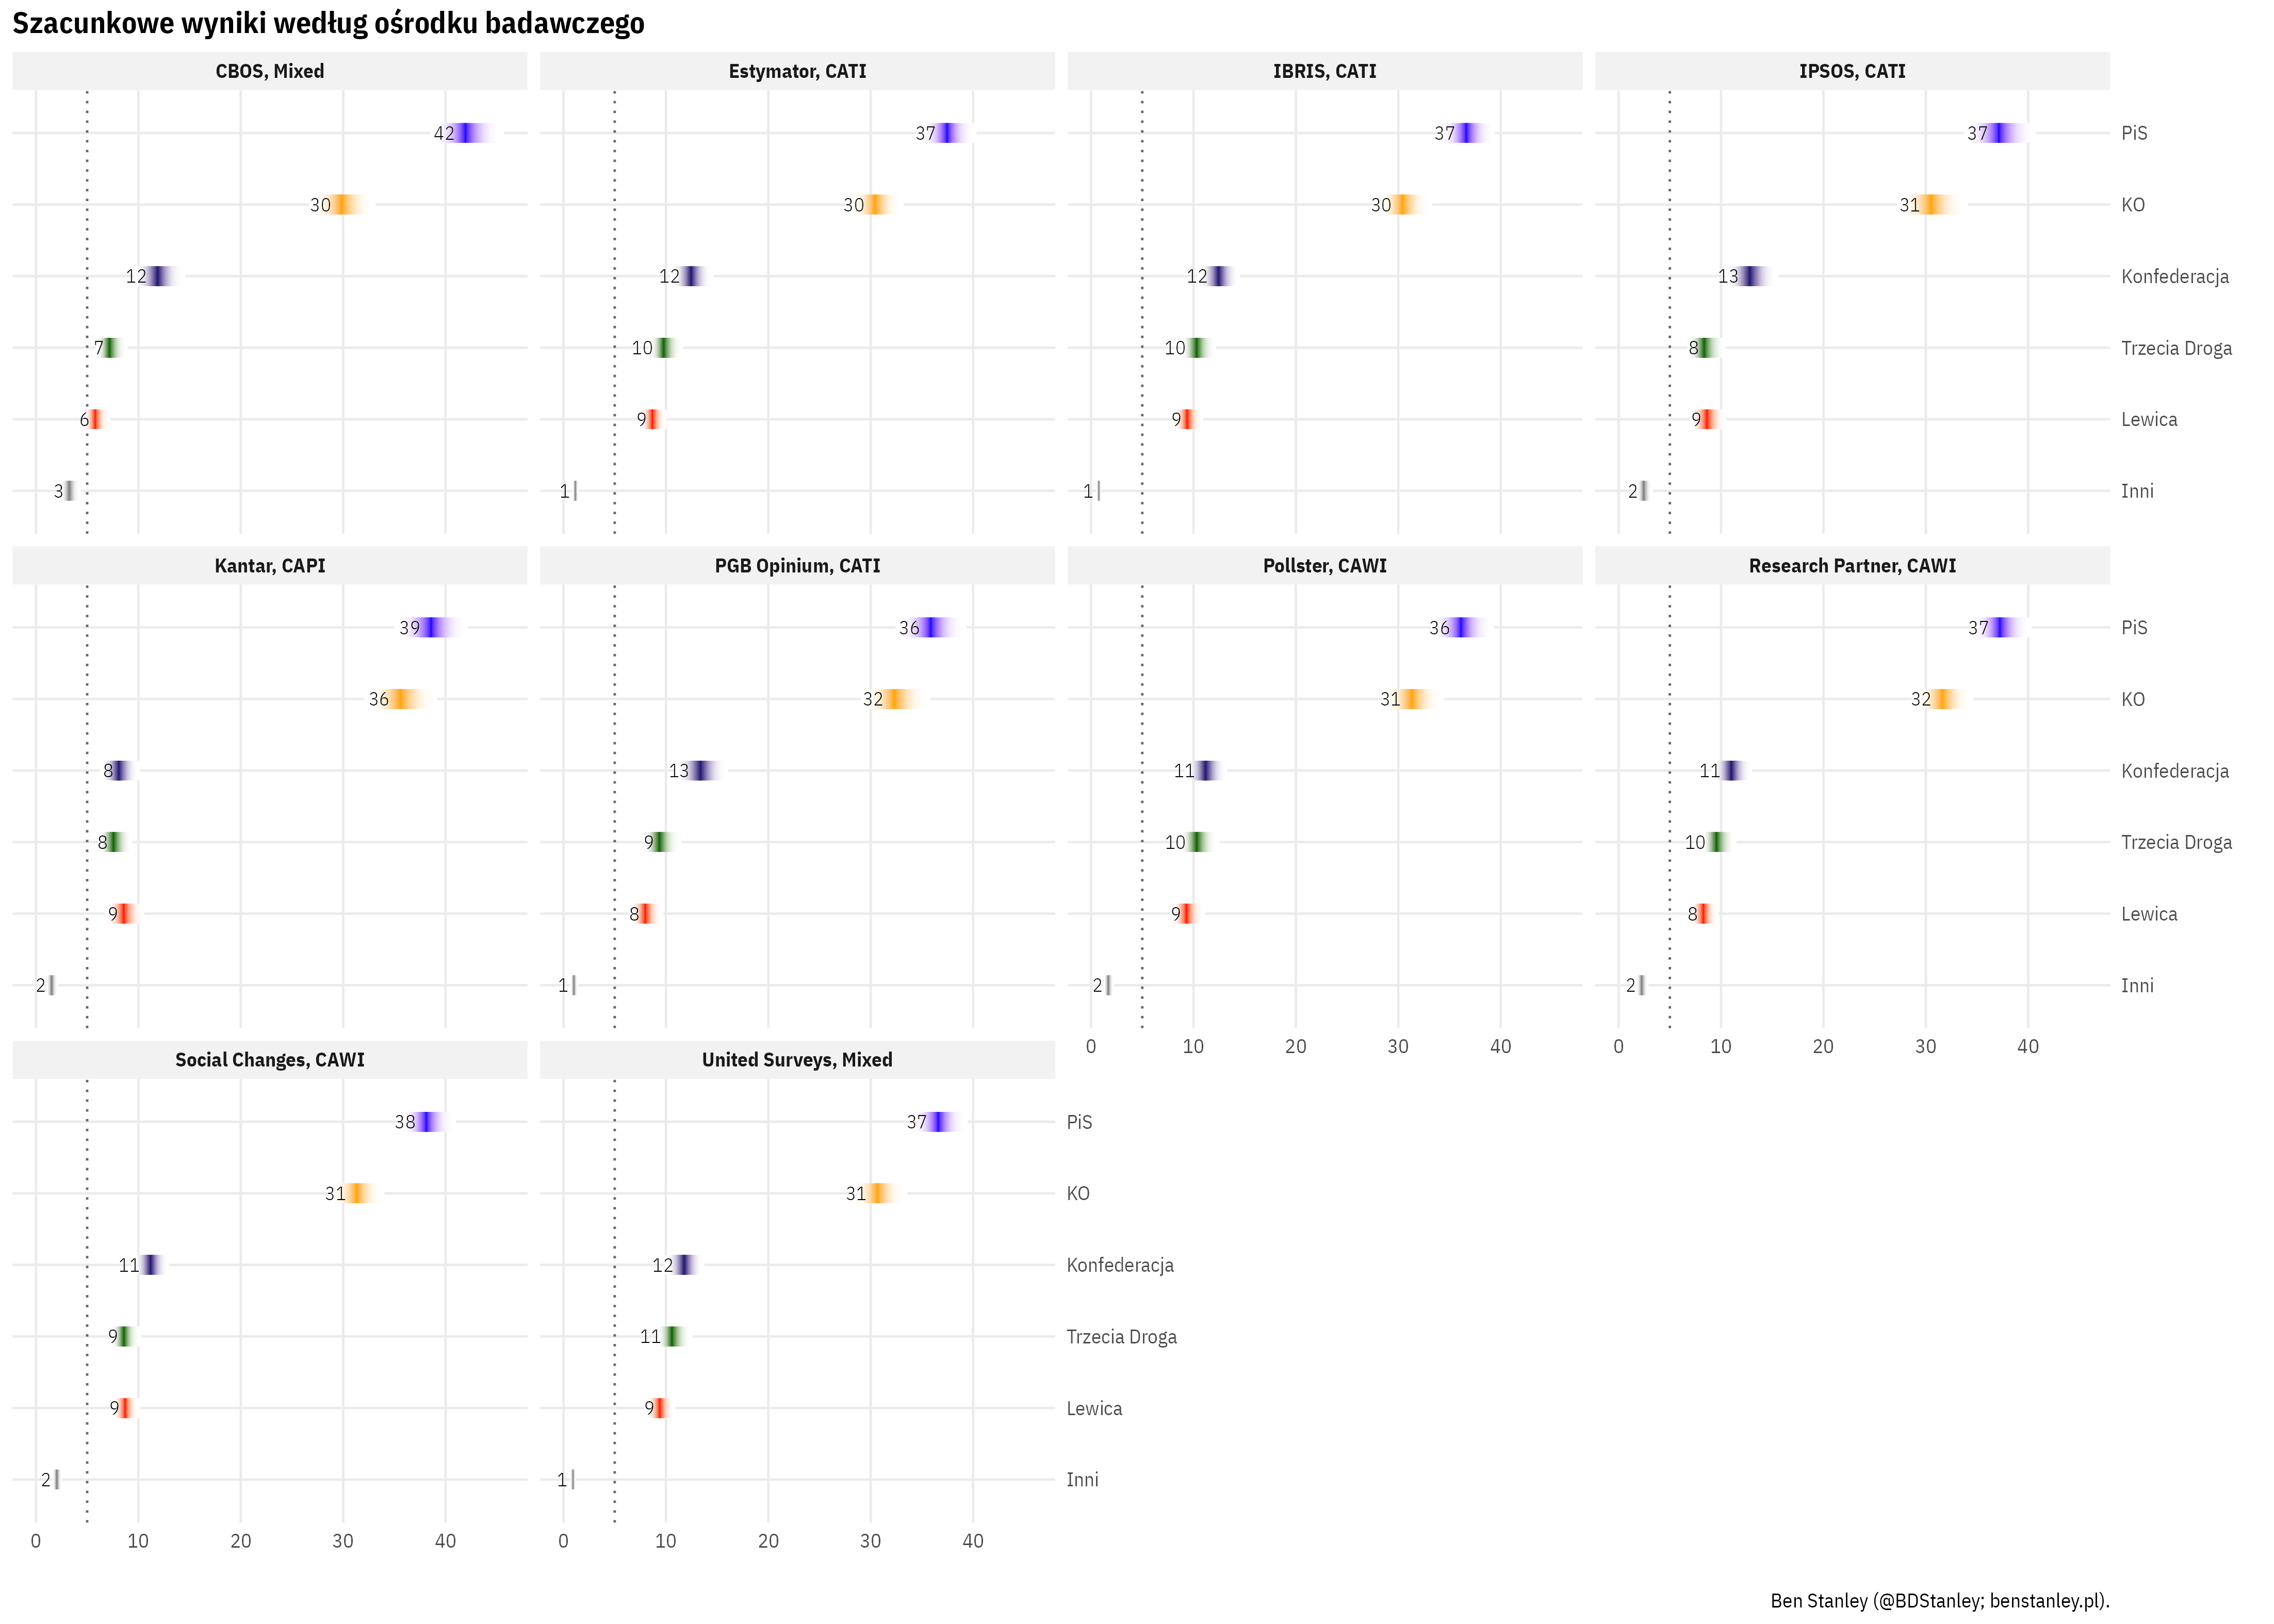 Szacunkowe wyniki według ośrodku badawczego
CBOS, Mixed Estymator, CATI IBRIS, CATI IPSOS, CATI
42 37 37 37 PiS
30 30 30 31 KO
12 12 12 13 Konfederacja
7 10 10 8 Trzecia Droga
6 9 9 9 Lewica
3 1 1 2 Inni
Kantar, CAPI PGB Opinium, CATI Pollster, CAWI Research Partner, CAWI
39 36 36 37 PiS
36 32 31 32 KO
8 13 11 11 Konfederacja
8 9 10 10 Trzecia Droga
9 8 9 8 Lewica
2 1 2 2 Inni
0 10 20 30 40 0 10 20 30 40
Social Changes, CAWI United Surveys, Mixed
38 37 PiS
31 31 KO
11 12 Konfederacja
9 11 Trzecia Droga
9 9 Lewica
2 1 Inni
0 10 20 30 40 0 10 20 30 40
Ben Stanley (@BDStanley; benstanley.pl).